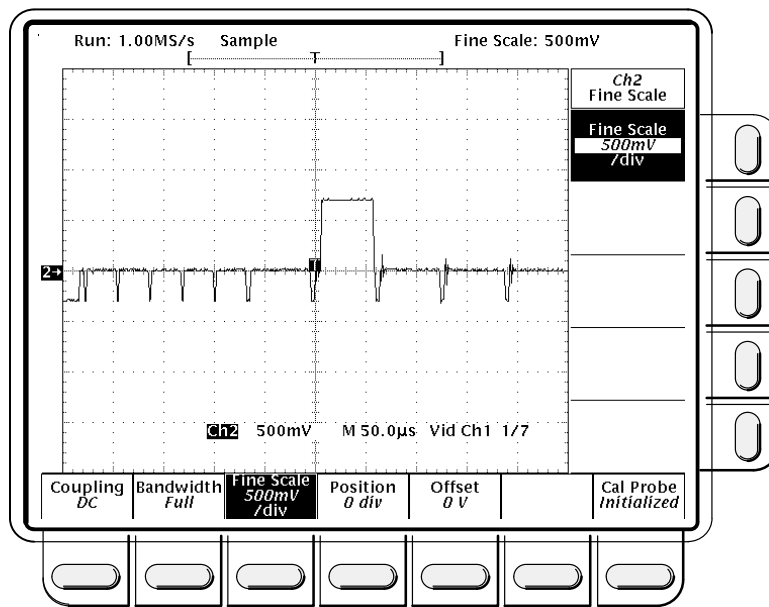 Run: 1.00MS/s Sample Fine Scale: 500mV
[ T ]
Ch2
Fine Scale
Fine Scale
500mV
/div
T
2→
Ch2 500mV M 50.0µs Vid Ch1 1/7
Coupling
DC
Bandwidth
Full
Fine Scale
500mV
/div
Position
0 div
Offset
0 V
Cal Probe
Initialized